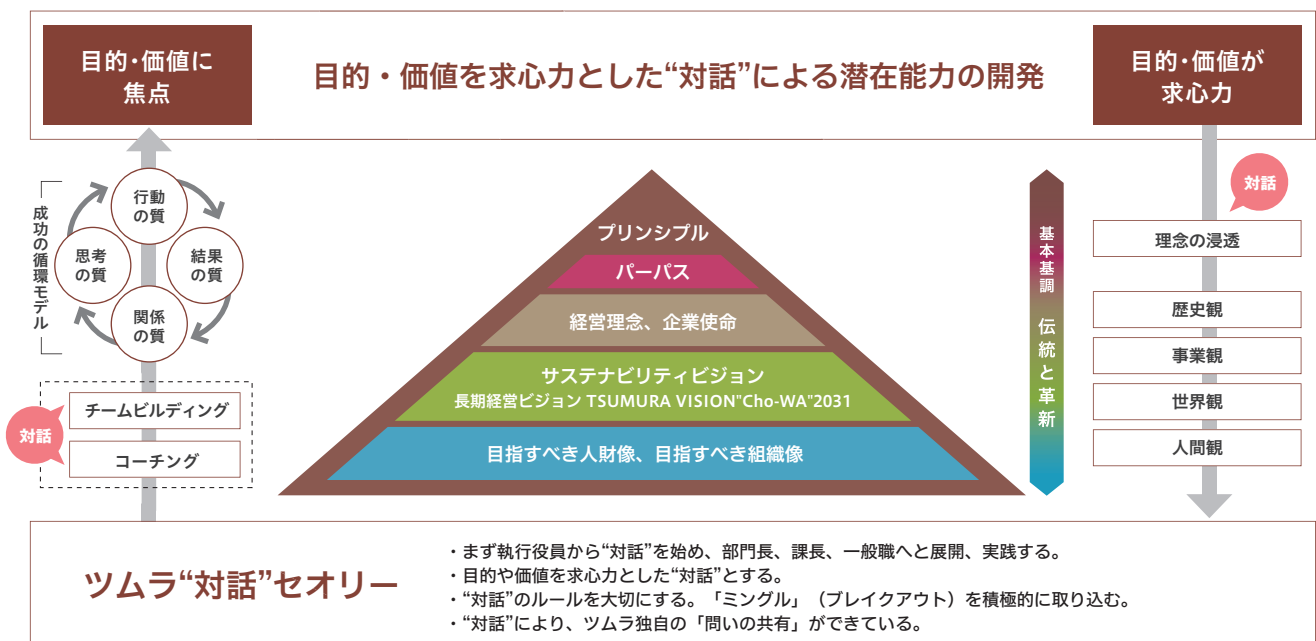 目的・価値に
焦点
目的・価値を求心力とした“対話”による潜在能力の開発
目的・価値が
求心力
成功の循環モデル
行動
の質
思考
の質
結果
の質
関係
の質
対話
チームビルディング
コーチング
プリンシプル
パーパス
経営理念、企業使命
サステナビリティビジョン
長期経営ビジョン TSUMURA VISION"Cho-WA"2031
目指すべき人財像、目指すべき組織像
基本基調 伝統と革新
対話
理念の浸透
歴史観
事業観
世界観
人間観
ツムラ“対話”セオリー
・まず執行役員から“対話”を始め、部門長、課長、一般職へと展開、実践する。
・目的や価値を求心力とした“対話”とする。
・“対話”のルールを大切にする。「ミングル」（ブレイクアウト）を積極的に取り込む。
・“対話”により、ツムラ独自の「問いの共有」ができている。